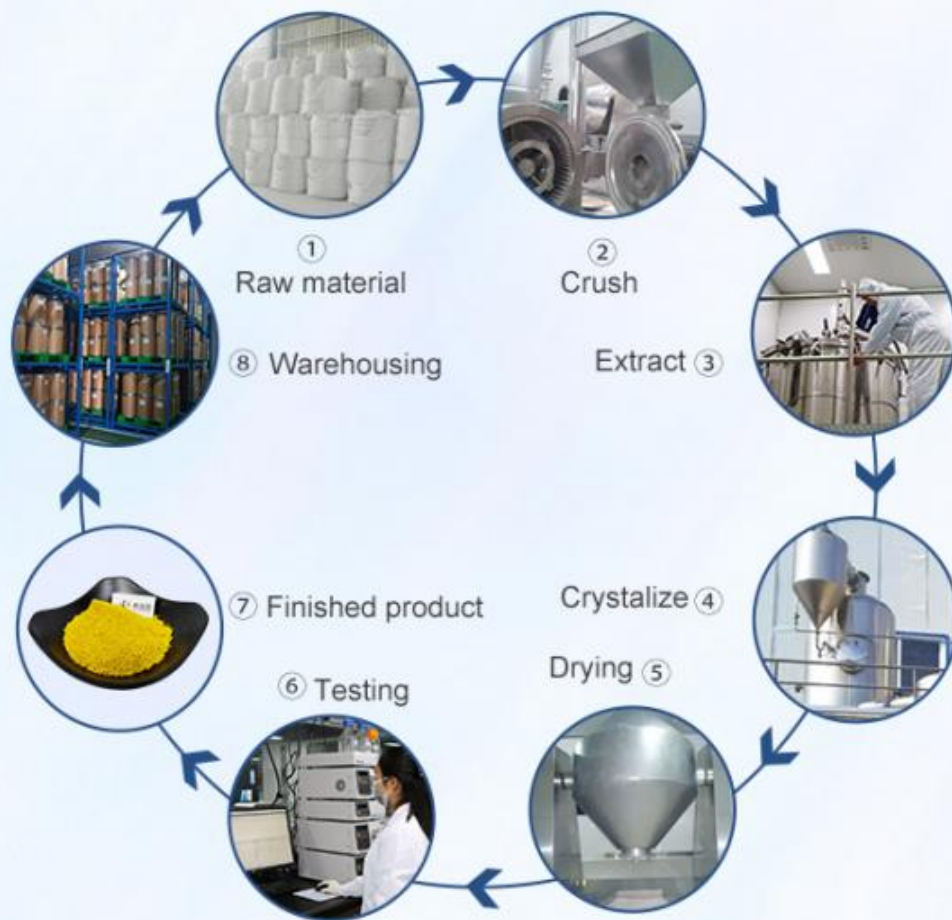 ①
Raw material
②
Crush
Extract ③
Crystalize ④
Drying ⑤
⑥ Testing
⑦ Finished product
⑧ Warehousing